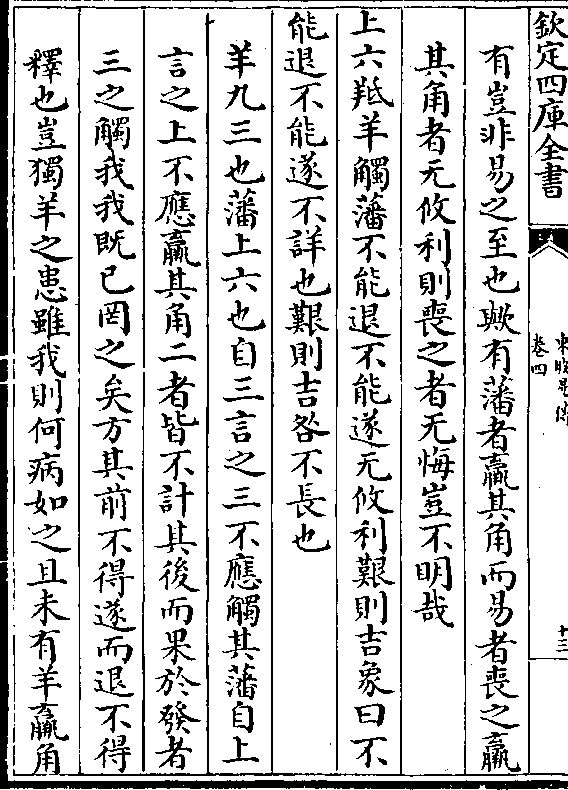 欽定四庫全書
東坡易傳
卷四
十三
有豈非易之至也歟有藩者羸其角而易者喪之羸
其角者无攸利則喪之者无悔豈不明哉
上六羝羊觸藩不能退不能遂无攸利艱則吉象曰不
能退不能遂不詳也艱則吉咎不長也
羊九三也藩上六也自三言之三不應觸其藩自上
言之上不應羸其角二者皆不計其後而果於發者
三之觸我我既已罔之矣方其前不得遂而退不得
釋也豈獨羊之患雖我則何病如之且未有羊羸角